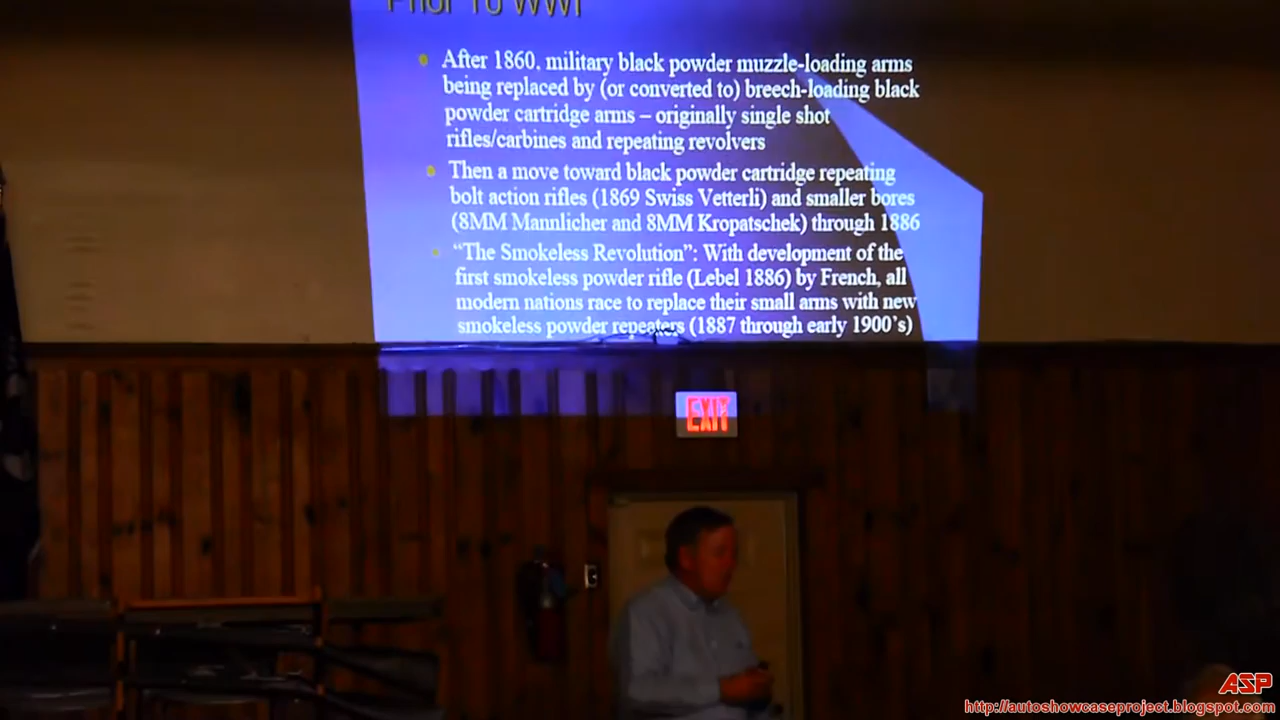 Prior To WWI
After 1860, military black powder muzzle-loading arms
being replaced by (or converted to) breech-loading black
powder cartridge arms – originally single shot
rifles/carbines and repeating revolvers
Then a move toward black powder cartridge repeating
bolt action rifles (1869 Swiss Vetterli) and smaller bores
(8MM Mannlicher and 8MM Kropatschek) through 1886
“The Smokeless Revolution”: With development of the
first smokeless powder rifle (Lebel 1886) by French, all
modern nations race to replace their small arms with new
smokeless powder repeaters (1887 through early 1900’s)
EXIT
ASP
http://autoshowcaseproject.blogspot.com